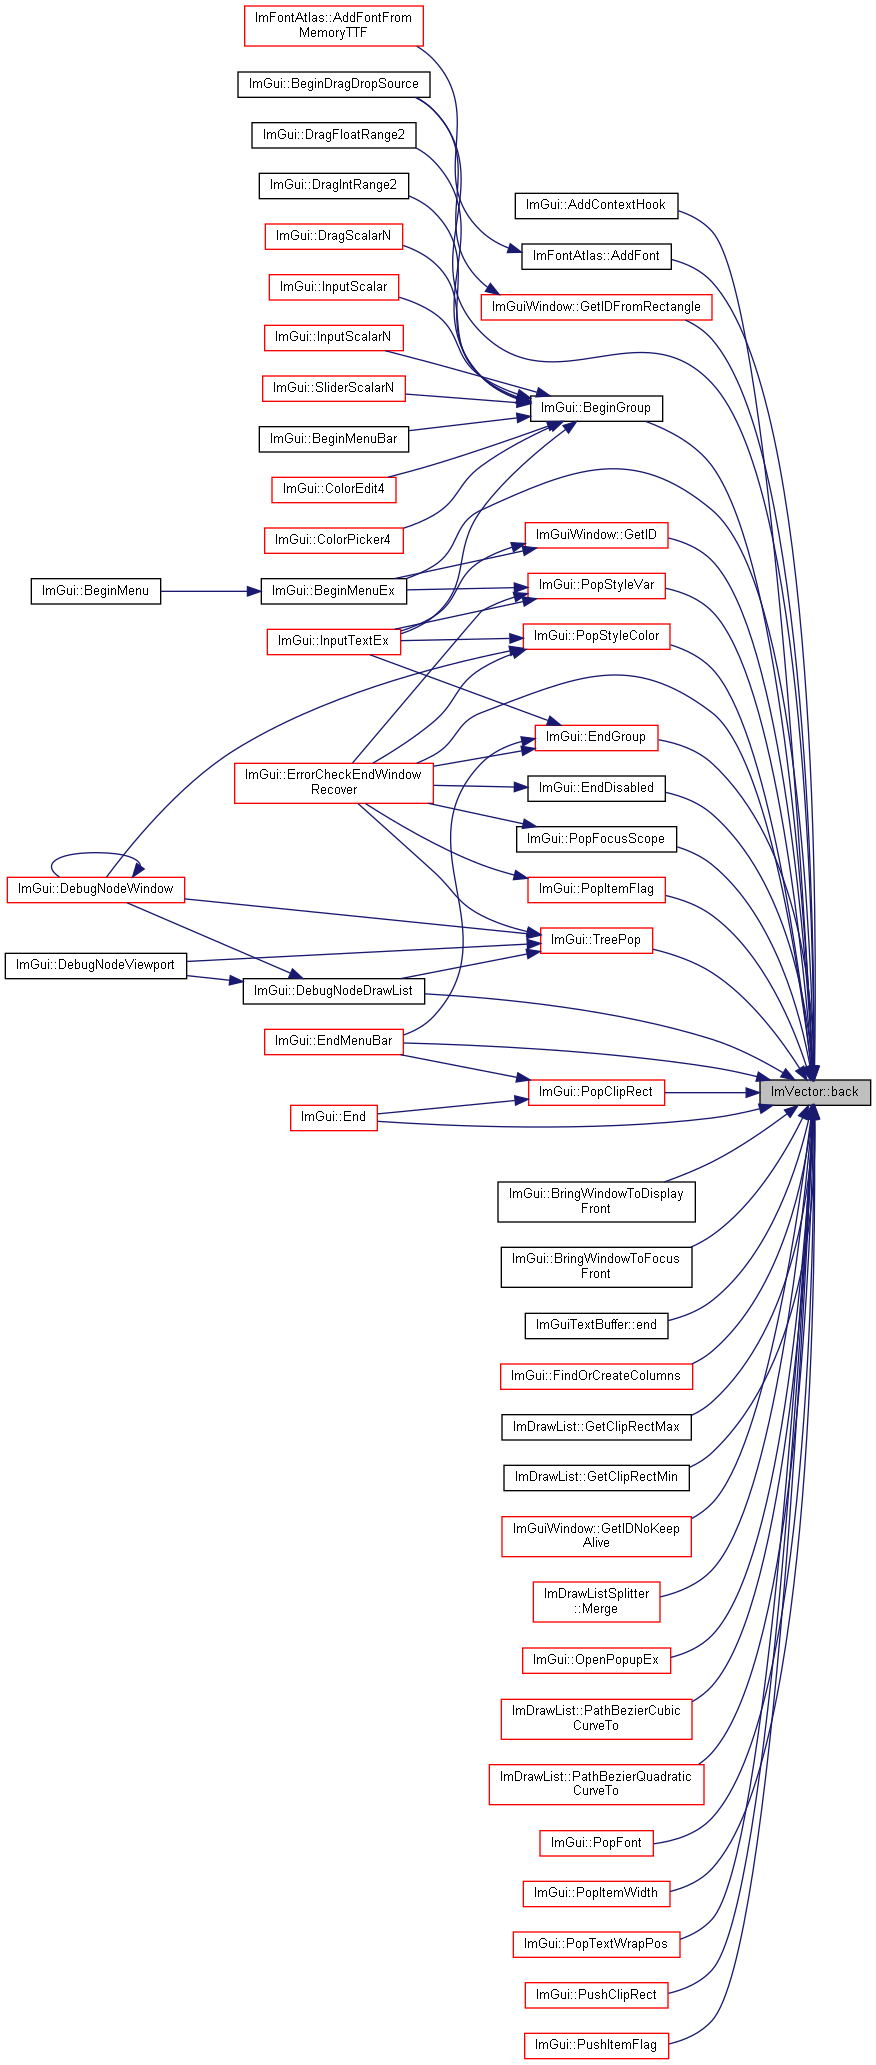 ImFontAtlas::AddFontFrom
MemoryTTF
ImGui::BeginDragDropSource
ImGui::DragFloatRange2
ImGui::DragIntRange2
ImGui::AddContextHook
ImGui::DragScalarN
ImFontAtlas::AddFont
ImGui::InputScalar
ImGuiWindow::GetIDFromRectangle
ImGui::InputScalarN
ImGui::SliderScalarN
ImGui::BeginGroup
ImGui::BeginMenuBar
ImGui::ColorEdit4
ImGui::ColorPicker4
ImGuiWindow::GetID
ImGui::BeginMenu
ImGui::BeginMenuEx
ImGui::PopStyleVar
ImGui::InputTextEx
ImGui::PopStyleColor
ImGui::EndGroup
ImGui::ErrorCheckEndWindow
Recover
ImGui::EndDisabled
ImGui::PopFocusScope
ImGui::DebugNodeWindow
ImGui::PopItemFlag
ImGui::TreePop
ImGui::DebugNodeViewport
ImGui::DebugNodeDrawList
ImGui::EndMenuBar
ImGui::PopClipRect
ImVector::back
ImGui::End
ImGui::BringWindowToDisplay
Front
ImGui::BringWindowToFocus
Front
ImGuiTextBuffer::end
ImGui::FindOrCreateColumns
ImDrawList::GetClipRectMax
ImDrawList::GetClipRectMin
ImGuiWindow::GetIDNoKeep
Alive
ImDrawListSplitter
::Merge
ImGui::OpenPopupEx
ImDrawList::PathBezierCubic
CurveTo
ImDrawList::PathBezierQuadratic
CurveTo
ImGui::PopFont
ImGui::PopItemWidth
ImGui::PopTextWrapPos
ImGui::PushClipRect
ImGui::PushItemFlag